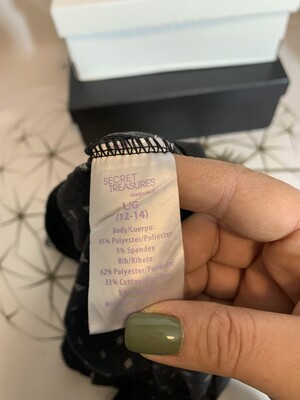 SECRET
TREASURES
L/G
(12-14)
Body/Cuerpo:
95% Polyester/Poliéster
5% Spandex
Rib/Ribete:
62% Polyester/Poliéster
33% Cotton/